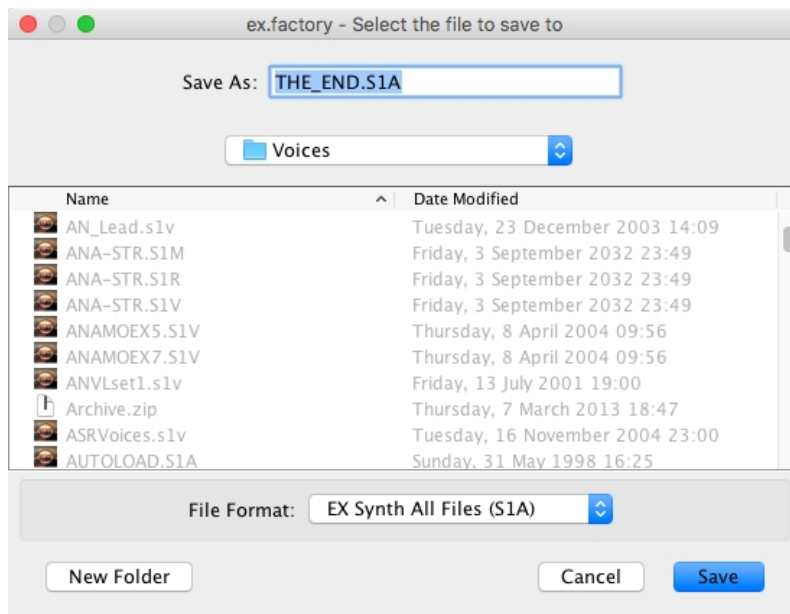 ex.factory - Select the file to save to
Save As: THE_END.S1A
Voices
Name Date Modified
AN_Lead.s1v Tuesday, 23 December 2003 14:09
ANA-STR.S1M Friday, 3 September 2032 23:49
ANA-STR.S1R Friday, 3 September 2032 23:49
ANA-STR.S1V Friday, 3 September 2032 23:49
ANAMOEX5.S1V Thursday, 8 April 2004 09:56
ANAMOEX7.S1V Thursday, 8 April 2004 09:56
ANVLset1.s1v Friday, 13 July 2001 19:00
Archive.zip Thursday, 7 March 2013 18:47
ASRVoices.s1v Tuesday, 16 November 2004 23:00
AUTOLOAD.S1A Sunday, 31 May 1998 16:25
File Format: EX Synth All Files (S1A)
New Folder Cancel Save